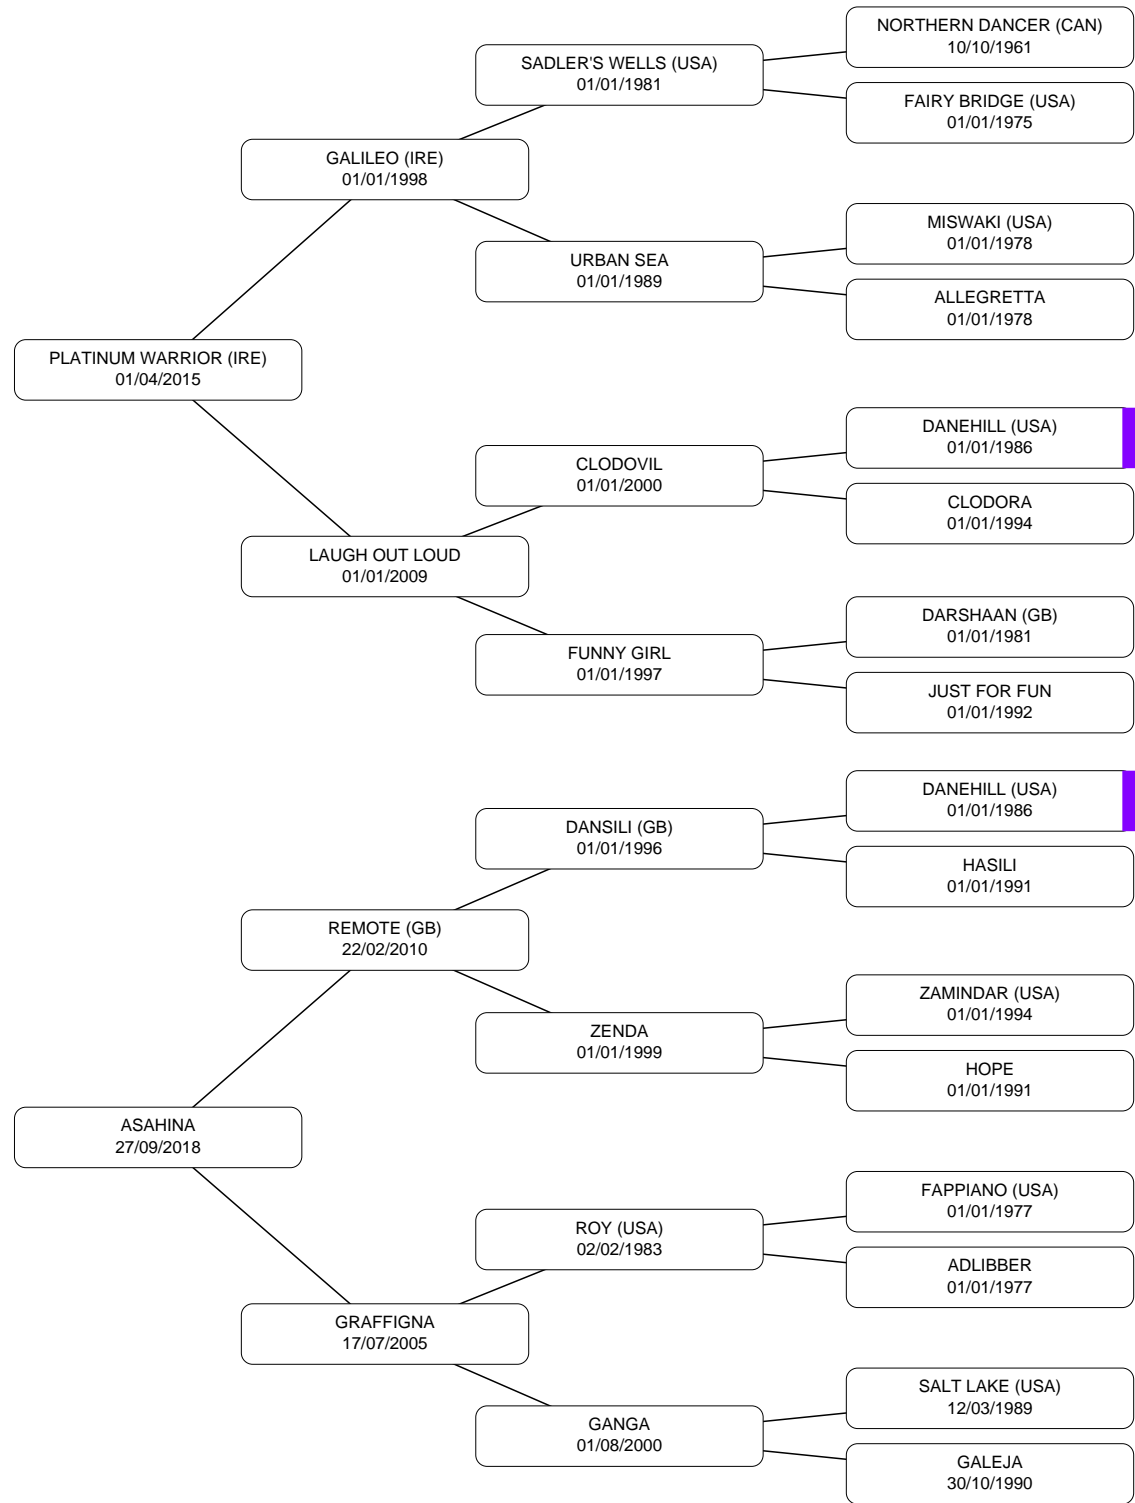 NORTHERN DANCER (CAN)
10/10/1961
SADLER'S WELLS (USA)
01/01/1981
FAIRY BRIDGE (USA)
01/01/1975
GALILEO (IRE)
01/01/1998
MISWAKI (USA)
01/01/1978
URBAN SEA
01/01/1989
ALLEGRETTA
01/01/1978
PLATINUM WARRIOR (IRE)
01/04/2015
DANEHILL (USA)
01/01/1986
CLODOVIL
01/01/2000
CLODORA
01/01/1994
LAUGH OUT LOUD
01/01/2009
DARSHAAN (GB)
01/01/1981
FUNNY GIRL
01/01/1997
JUST FOR FUN
01/01/1992
DANEHILL (USA)
01/01/1986
DANSILI (GB)
01/01/1996
HASILI
01/01/1991
REMOTE (GB)
22/02/2010
ZAMINDAR (USA)
01/01/1994
ZENDA
01/01/1999
HOPE
01/01/1991
ASAHINA
27/09/2018
FAPPIANO (USA)
01/01/1977
ROY (USA)
02/02/1983
ADLIBBER
01/01/1977
GRAFFIGNA
17/07/2005
SALT LAKE (USA)
12/03/1989
GANGA
01/08/2000
GALEJA
30/10/1990